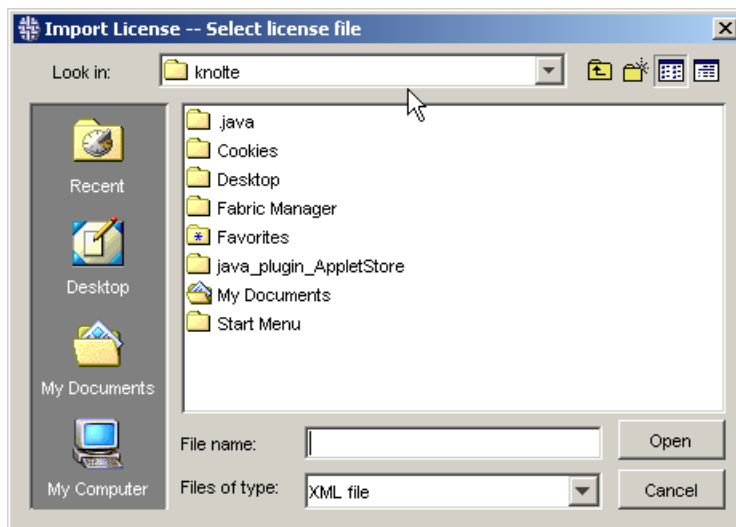 Import License -- Select license file
Look in:
knolte
Recent
Desktop
My Documents
My Computer
.java
Cookies
Desktop
Fabric Manager
Favorites
java_plugin_AppletStore
My Documents
Start Menu
File name:
Open
Files of type:
XML file
Cancel